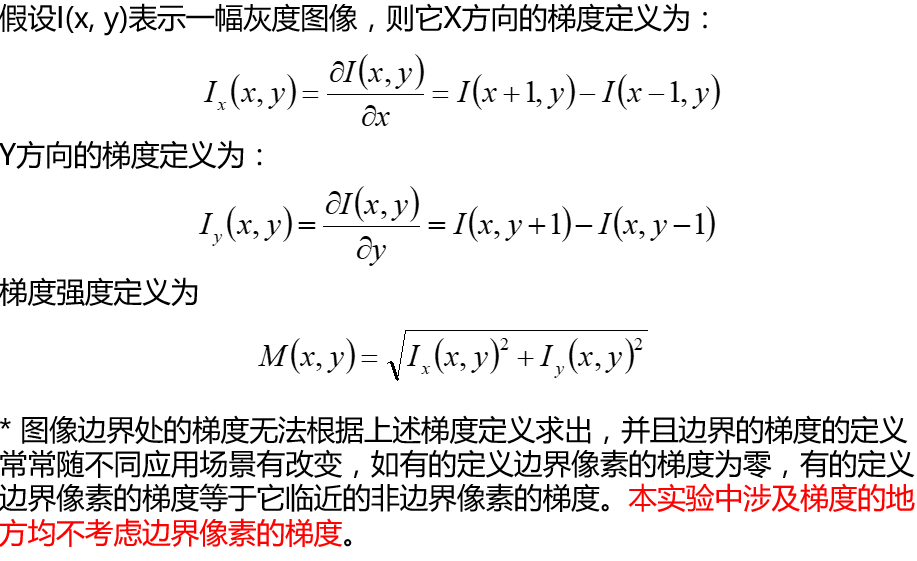 假设I(x, y)表示一幅灰度图像，则它X方向的梯度定义为：
I_x(x, y) = ∂I(x, y)/∂x = I(x+1, y) − I(x−1, y)
Y方向的梯度定义为：
I_y(x, y) = ∂I(x, y)/∂y = I(x, y+1) − I(x, y−1)
梯度强度定义为
M(x, y) = √(I_x(x, y)² + I_y(x, y)²)
* 图像边界处的梯度无法根据上述梯度定义求出，并且边界的梯度的定义
常常随不同应用场景有改变，如有的定义边界像素的梯度为零，有的定义
边界像素的梯度等于它临近的非边界像素的梯度。本实验中涉及梯度的地
方均不考虑边界像素的梯度。